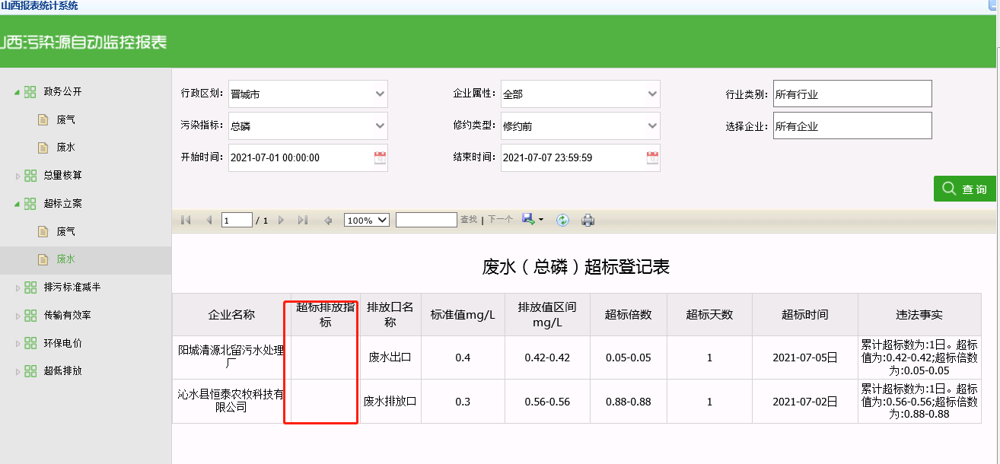 山西报表统计系统
山西污染源自动监控报表
政务公开
废气
废水
总量核算
超标立案
废气
废水
排污标准减半
传输有效率
环保电价
超低排放
行政区划: 晋城市 企业属性: 全部 行业类别: 所有行业
污染指标: 总磷 修约类型: 修约前 选择企业: 所有企业
开始时间: 2021-07-01 00:00:00 结束时间: 2021-07-07 23:59:59
查询
1 / 1 100% 查找 | 下一个
废水（总磷）超标登记表
企业名称 超标排放指标 排放口名称 标准值mg/L 排放值区间mg/L 超标倍数 超标天数 超标时间 违法事实
阳城清源北留污水处理厂 废水出口 0.4 0.42-0.42 0.05-0.05 1 2021-07-05日 累计超标数为:1日。超标值为:0.42-0.42;超标倍数为:0.05-0.05
沁水县恒泰农牧科技有限公司 废水排放口 0.3 0.56-0.56 0.88-0.88 1 2021-07-02日 累计超标数为:1日。超标值为:0.56-0.56;超标倍数为:0.88-0.88